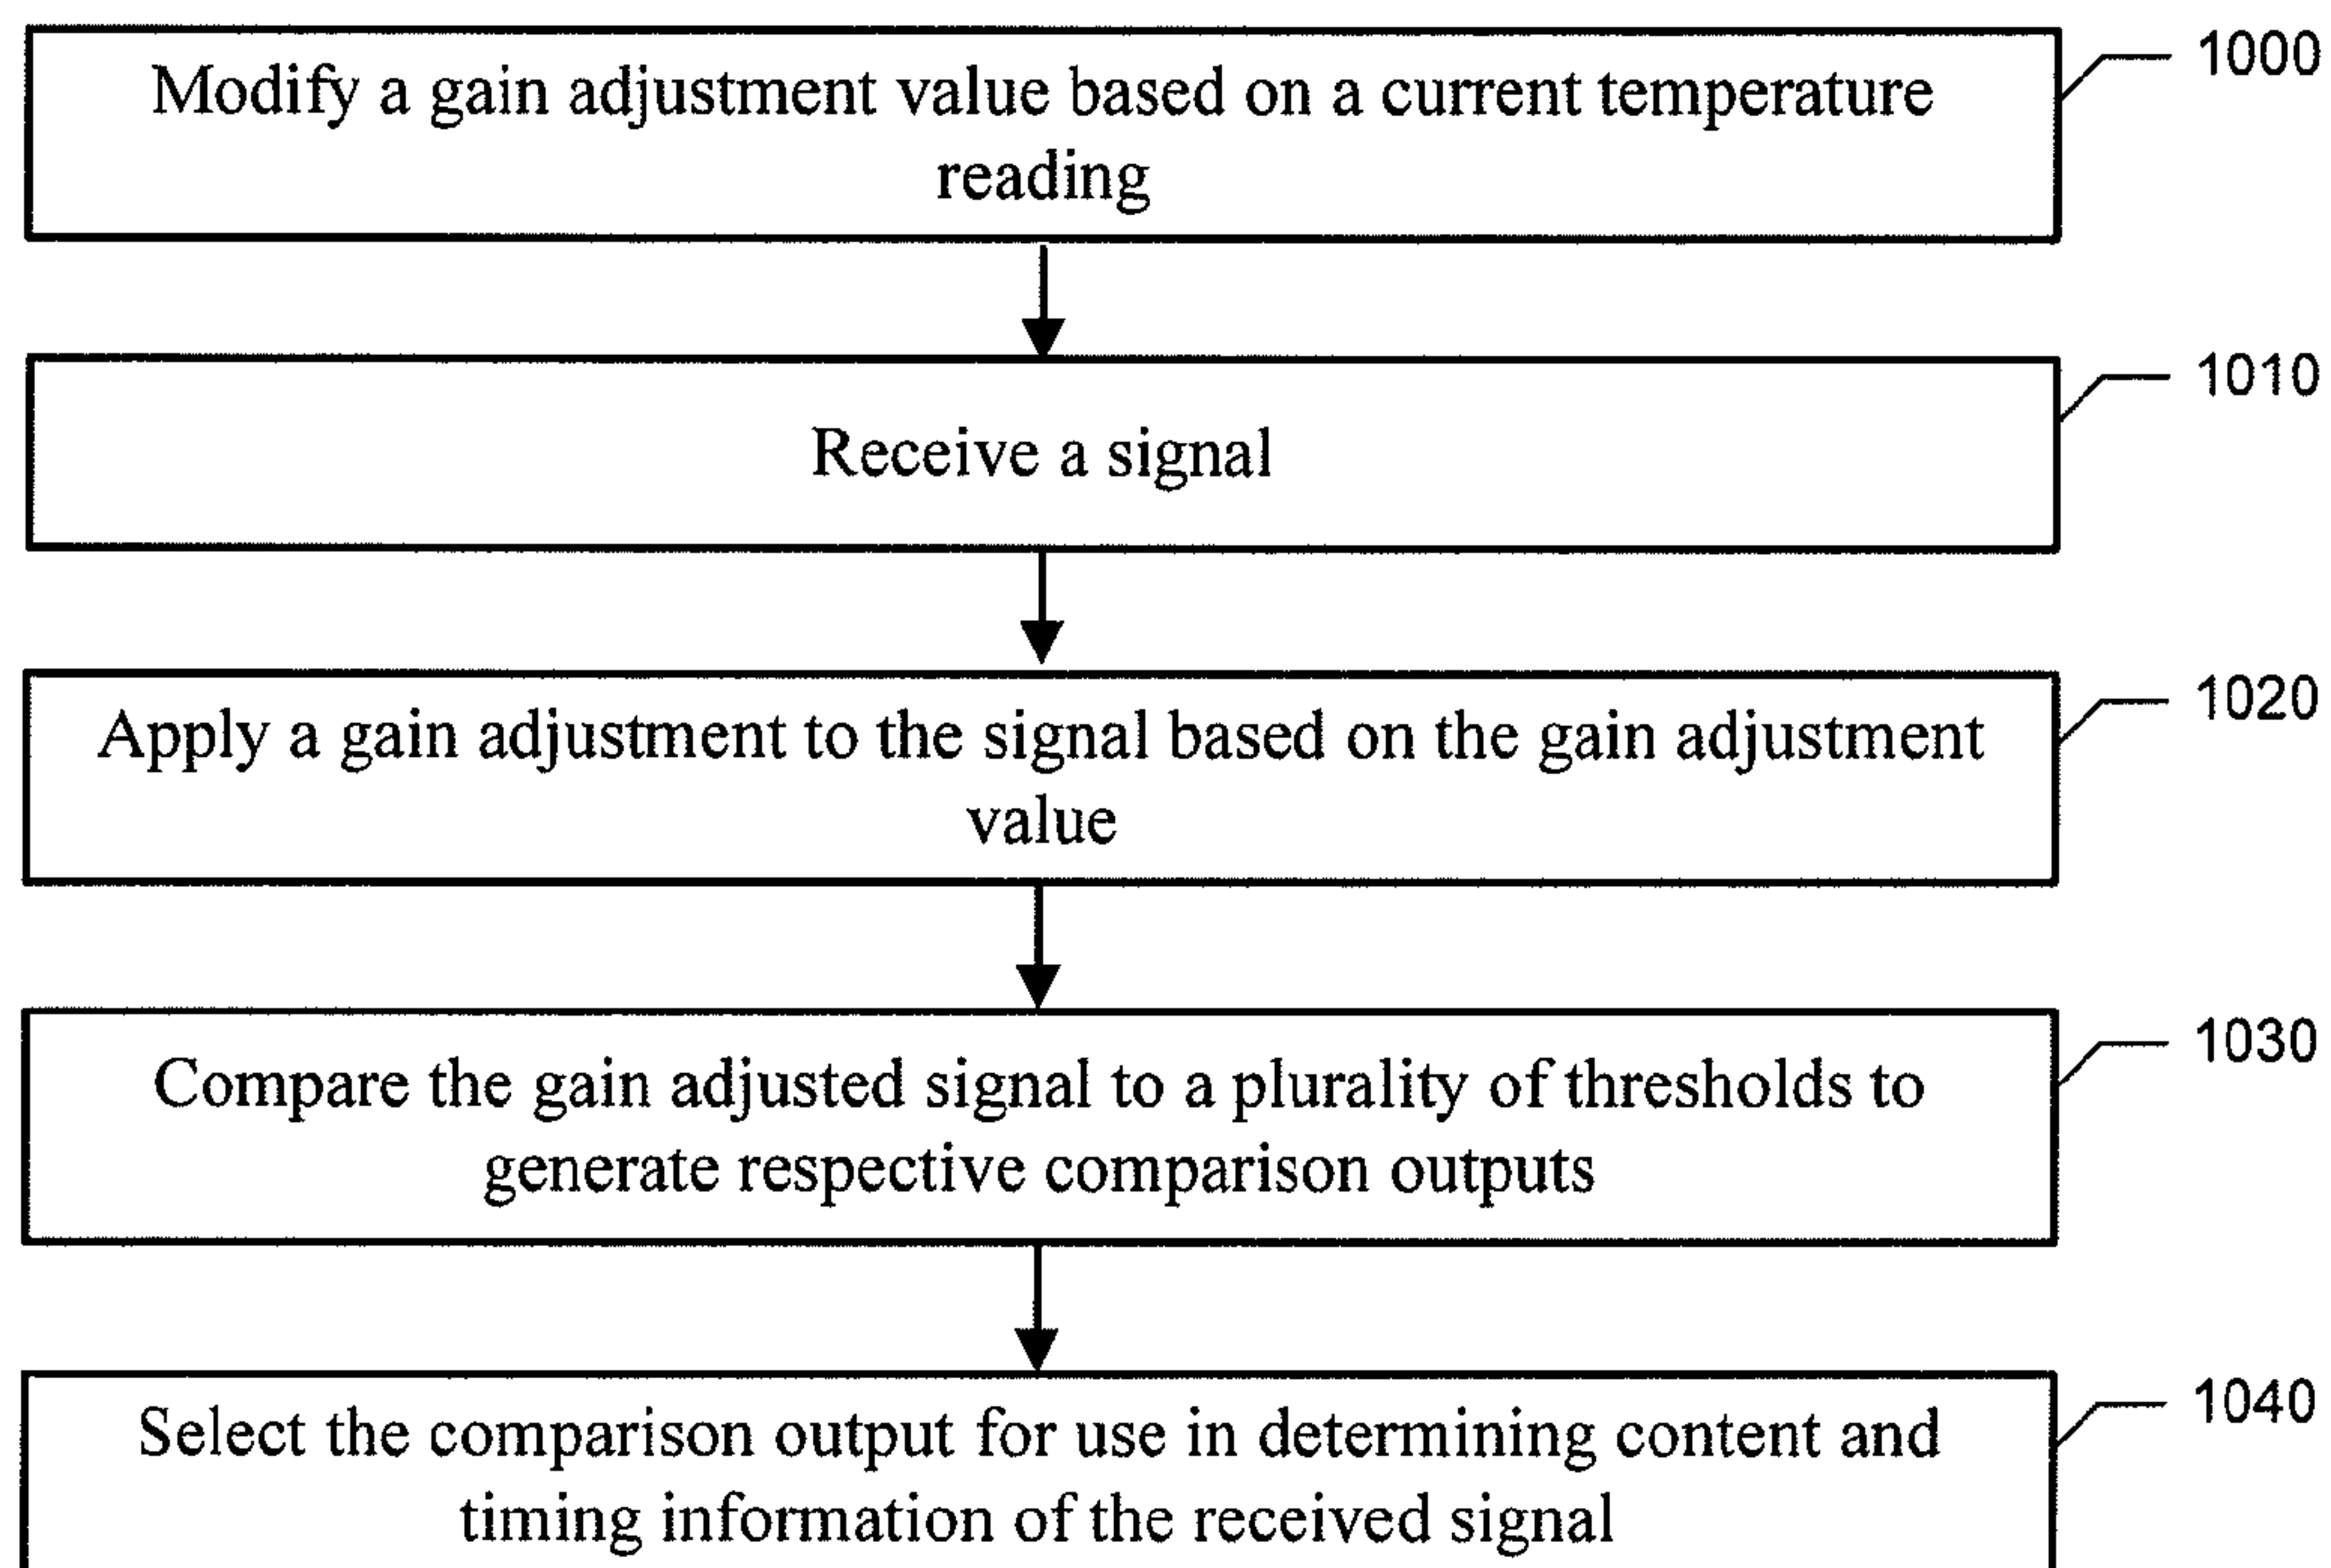 1000
Modify a gain adjustment value based on a current temperature
reading
1010
Receive a signal
1020
Apply a gain adjustment to the signal based on the gain adjustment
value
1030
Compare the gain adjusted signal to a plurality of thresholds to
generate respective comparison outputs
1040
Select the comparison output for use in determining content and
timing information of the received signal